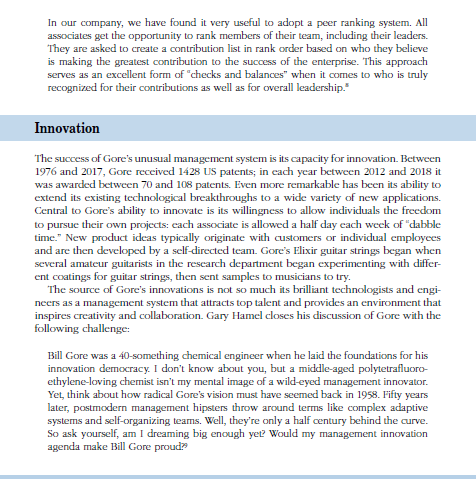 In our company, we have found it very useful to adopt a peer ranking system. All
associates get the opportunity to rank members of their team, including their leaders.
They are asked to create a contribution list in rank order based on who they believe
is making the greatest contribution to the success of the enterprise. This approach
serves as an excellent form of “checks and balances” when it comes to who is truly
recognized for their contributions as well as for overall leadership.⁸
Innovation
The success of Gore's unusual management system is its capacity for innovation. Between
1976 and 2017, Gore received 1428 US patents; in each year between 2012 and 2018 it
was awarded between 70 and 108 patents. Even more remarkable has been its ability to
extend its existing technological breakthroughs to a wide variety of new applications.
Central to Gore's ability to innovate is its willingness to allow individuals the freedom
to pursue their own projects: each associate is allowed a half day each week of “dabble
time.” New product ideas typically originate with customers or individual employees
and are then developed by a self-directed team. Gore's Elixir guitar strings began when
several amateur guitarists in the research department began experimenting with differ-
ent coatings for guitar strings, then sent samples to musicians to try.
The source of Gore's innovations is not so much its brilliant technologists and engi-
neers as a management system that attracts top talent and provides an environment that
inspires creativity and collaboration. Gary Hamel closes his discussion of Gore with the
following challenge:
Bill Gore was a 40-something chemical engineer when he laid the foundations for his
innovation democracy. I don't know about you, but a middle-aged polytetrafluoro-
ethylene-loving chemist isn't my mental image of a wild-eyed management innovator.
Yet, think about how radical Gore's vision must have seemed back in 1958. Fifty years
later, postmodern management hipsters throw around terms like complex adaptive
systems and self-organizing teams. Well, they're only a half century behind the curve.
So ask yourself, am I dreaming big enough yet? Would my management innovation
agenda make Bill Gore proud?⁹